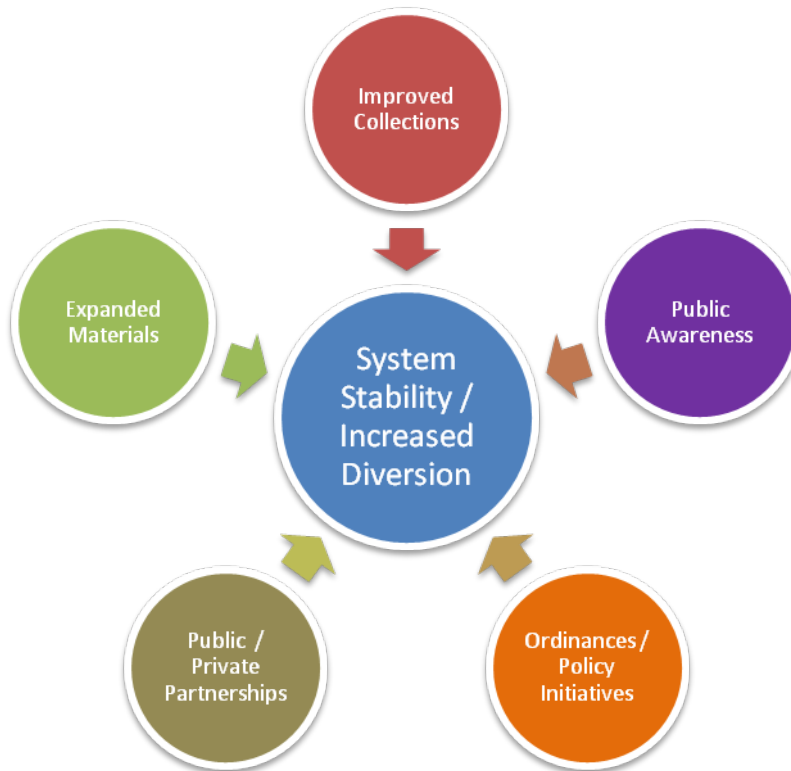 Improved
Collections
Expanded
Materials
Public
Awareness
System
Stability /
Increased
Diversion
Public /
Private
Partnerships
Ordinances/
Policy
Initiatives